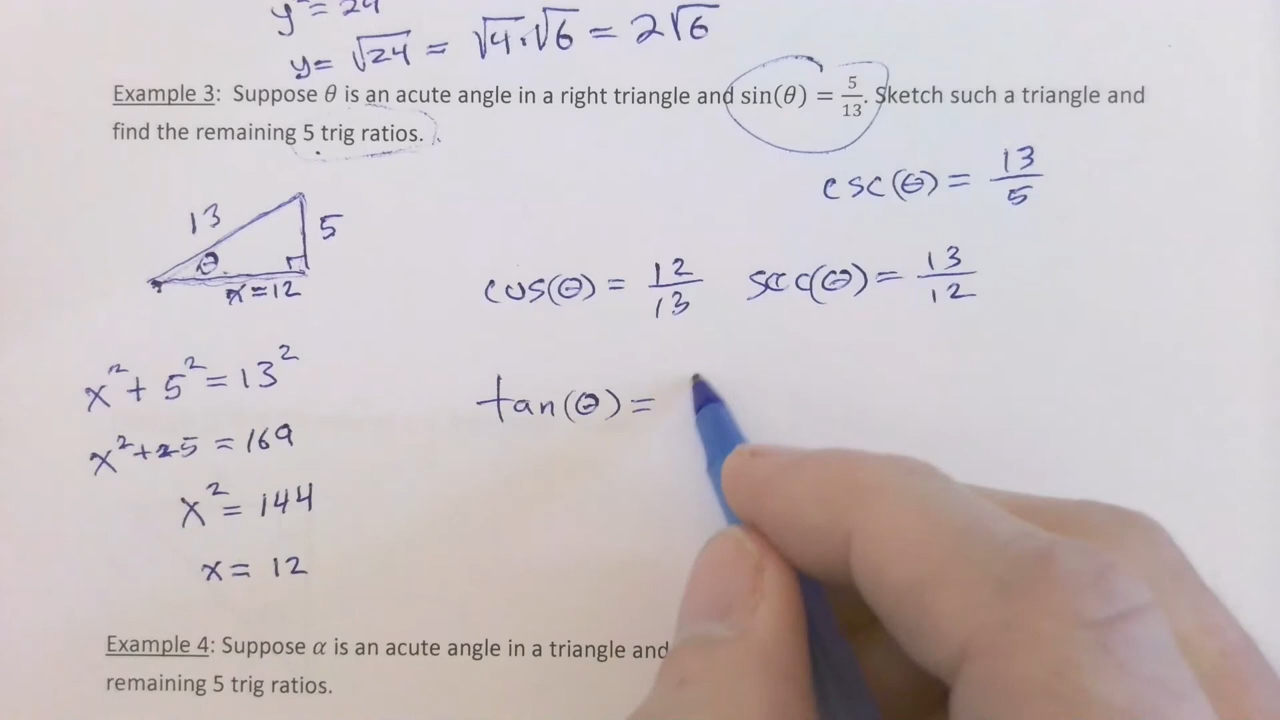 y² = 24
y = √24 = √4·√6 = 2√6
Example 3: Suppose θ is an acute angle in a right triangle and sin(θ) = 5/13. Sketch such a triangle and
find the remaining 5 trig ratios.
csc(θ) = 13/5
13
5
θ
x=12
cos(θ) = 12/13 sec(θ) = 13/12
x² + 5² = 13²
tan(θ) =
x² + 25 = 169
x² = 144
x = 12
Example 4: Suppose α is an acute angle in a triangle and
remaining 5 trig ratios.